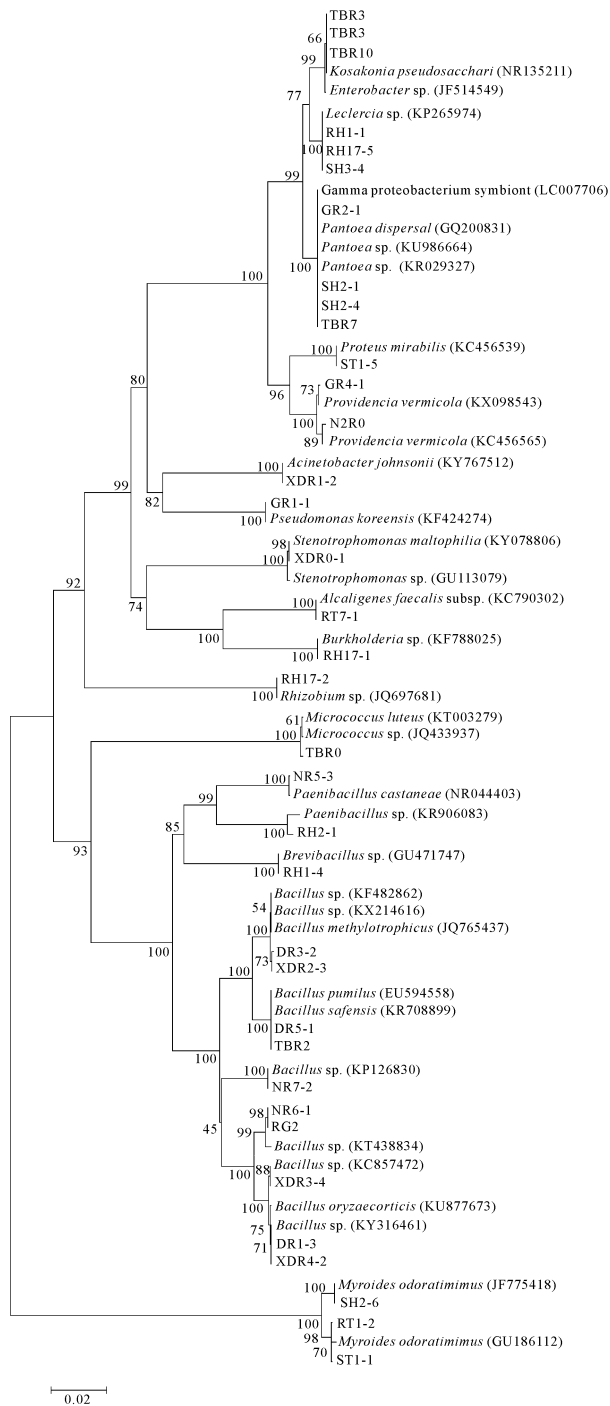 TBR3
TBR3
66
TBR10
99
Kosakonia pseudosacchari (NR135211)
Enterobacter sp. (JF514549)
77
Leclercia sp. (KP265974)
RH1-1
100
RH17-5
SH3-4
99
Gamma proteobacterium symbiont (LC007706)
GR2-1
Pantoea dispersal (GQ200831)
Pantoea sp. (KU986664)
100
Pantoea sp. (KR029327)
100
SH2-1
SH2-4
TBR7
100
Proteus mirabilis (KC456539)
ST1-5
80
96
73
GR4-1
Providencia vermicola (KX098543)
100
N2R0
89
Providencia vermicola (KC456565)
100
Acinetobacter johnsonii (KY767512)
XDR1-2
99
82
GR1-1
100
Pseudomonas koreensis (KF424274)
98
Stenotrophomonas maltophilia (KY078806)
100
XDR0-1
Stenotrophomonas sp. (GU113079)
92
74
100
Alcaligenes faecalis subsp. (KC790302)
RT7-1
100
Burkholderia sp. (KF788025)
100
RH17-1
RH17-2
100
Rhizobium sp. (JQ697681)
61
Micrococcus luteus (KT003279)
100
Micrococcus sp. (JQ433937)
TBR0
100
NR5-3
99
Paenibacillus castaneae (NR044403)
Paenibacillus sp. (KR906083)
85
100
RH2-1
93
Brevibacillus sp. (GU471747)
100
RH1-4
Bacillus sp. (KF482862)
54
Bacillus sp. (KX214616)
100
Bacillus methylotrophicus (JQ765437)
100
DR3-2
73
XDR2-3
100
Bacillus pumilus (EU594558)
Bacillus safensis (KR708899)
100
DR5-1
TBR2
100
100
Bacillus sp. (KP126830)
NR7-2
45
98
NR6-1
99
RG2
Bacillus sp. (KT438834)
100
88
Bacillus sp. (KC857472)
XDR3-4
100
Bacillus oryzaecorticis (KU877673)
75
Bacillus sp. (KY316461)
71
DR1-3
XDR4-2
100
Myroides odoratimimus (JF775418)
SH2-6
100
RT1-2
98
Myroides odoratimimus (GU186112)
70
ST1-1
0.02